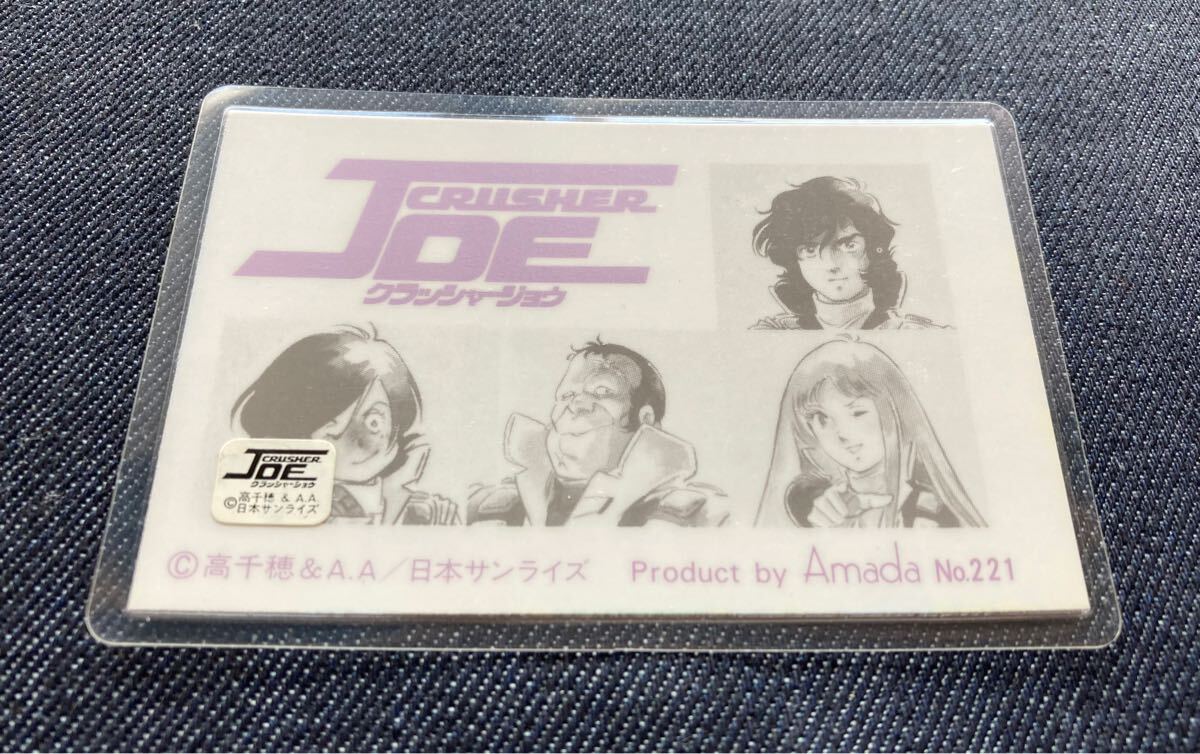 CRUSHER
JOE
クラッシャージョウ
CRUSHER
JOE
クラッシャージョウ
©高千穂 & A.A.
日本サンライズ
©高千穂&A.A/日本サンライズ Product by Amada No.221